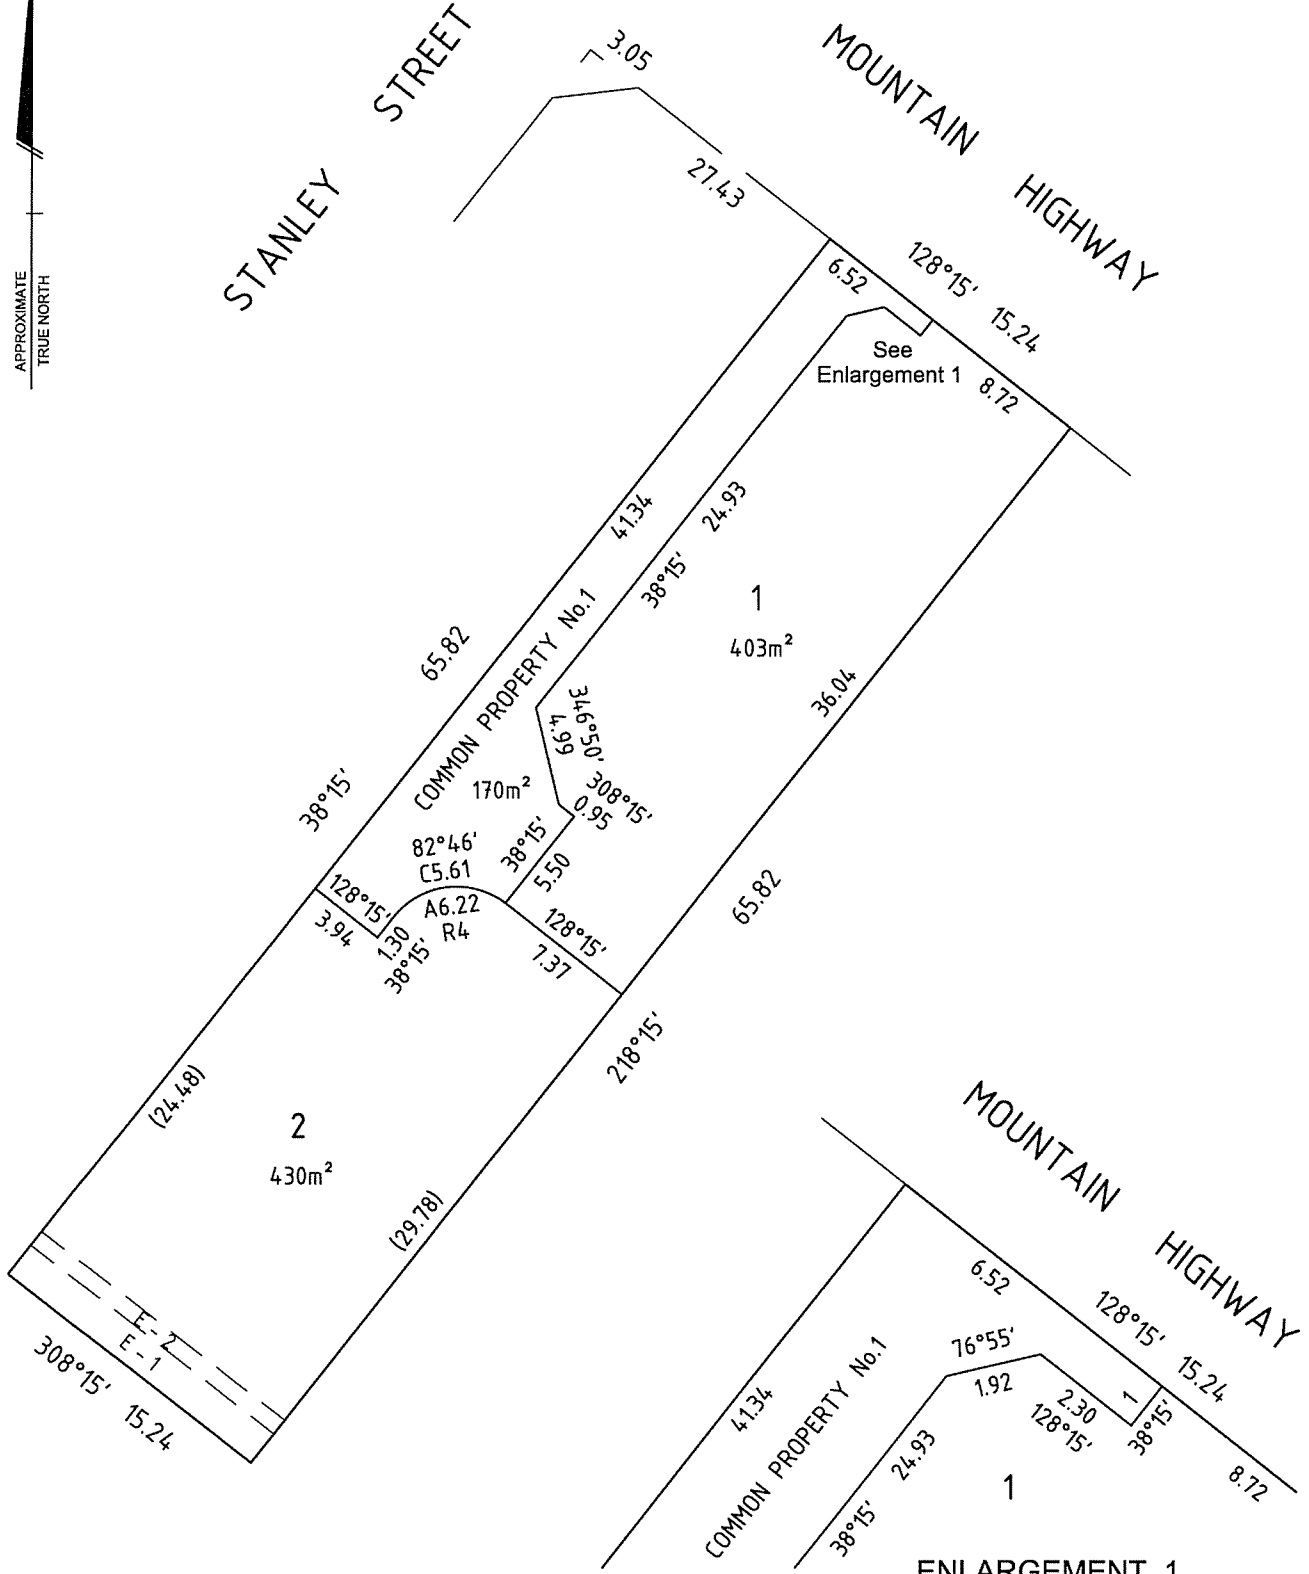 STANLEY STREET
3.05
MOUNTAIN HIGHWAY
27.43
APPROXIMATE
TRUE NORTH
6.52
128°15'
15.24
See
Enlargement 1
8.72
41.34
24.93
38°15'
1
403m²
65.82
36.04
COMMON PROPERTY No.1
346°50'
4.99
170m²
308°15'
0.95
38°15'
82°46'
C5.61
38°15'
5.50
A6.22
R4
128°15'
3.94
1.30
38°15'
128°15'
7.37
65.82
218°15'
(24.48)
2
430m²
(29.78)
E - 2
E - 1
308°15'
15.24
MOUNTAIN HIGHWAY
6.52
128°15'
15.24
76°55'
1.92
2.30
128°15'
1
38°15'
8.72
41.34
COMMON PROPERTY No.1
24.93
38°15'
1
ENLARGEMENT 1